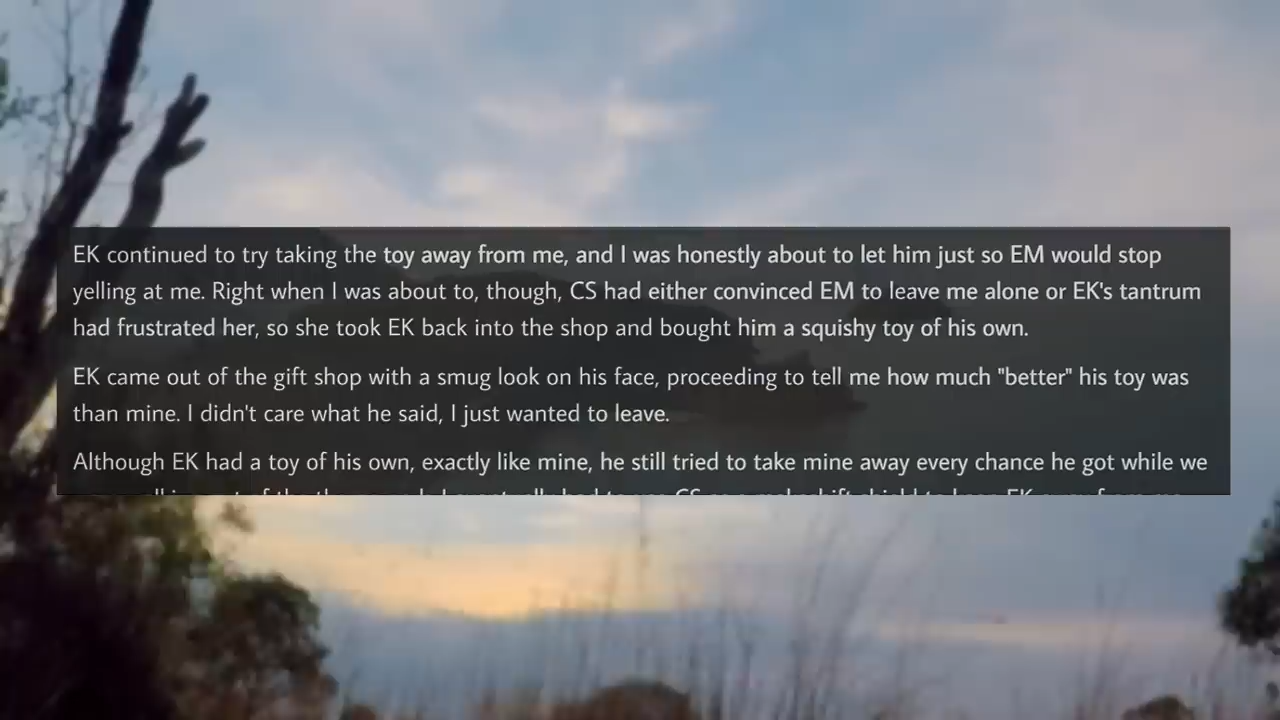 EK continued to try taking the toy away from me, and I was honestly about to let him just so EM would stop
yelling at me. Right when I was about to, though, CS had either convinced EM to leave me alone or EK's tantrum
had frustrated her, so she took EK back into the shop and bought him a squishy toy of his own.
EK came out of the gift shop with a smug look on his face, proceeding to tell me how much "better" his toy was
than mine. I didn't care what he said, I just wanted to leave.
Although EK had a toy of his own, exactly like mine, he still tried to take mine away every chance he got while we